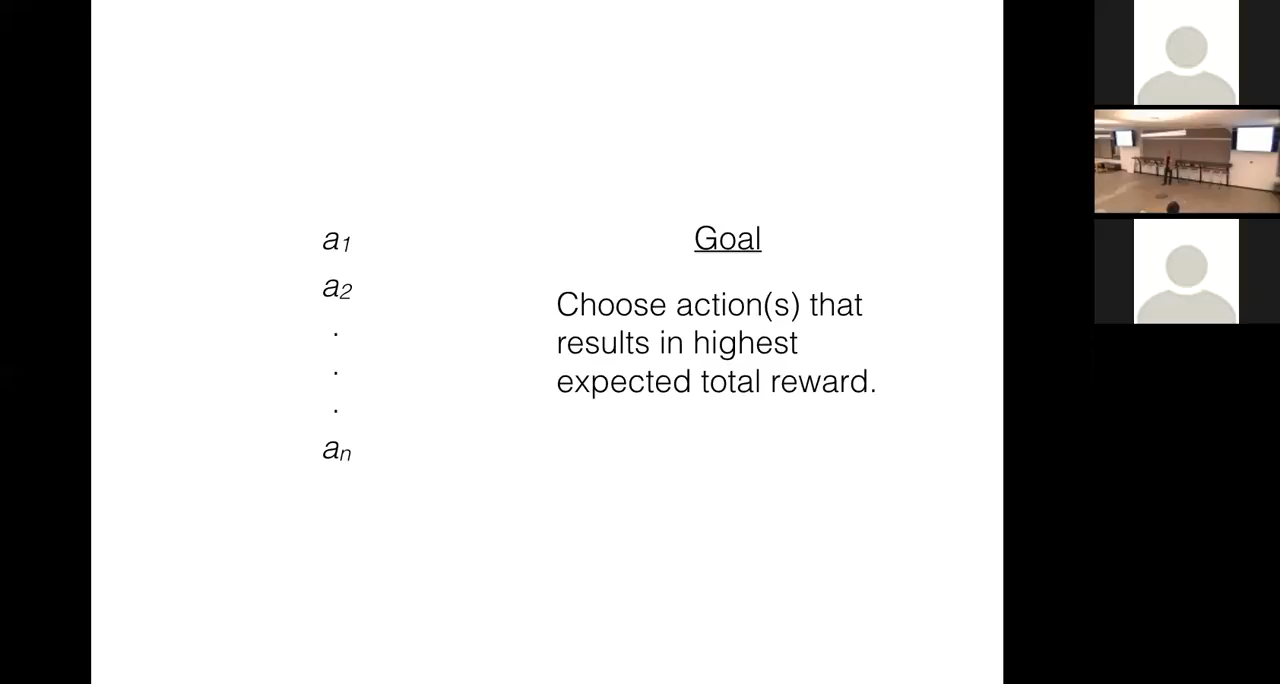 a1
a2
.
.
.
an
Goal
Choose action(s) that
results in highest
expected total reward.